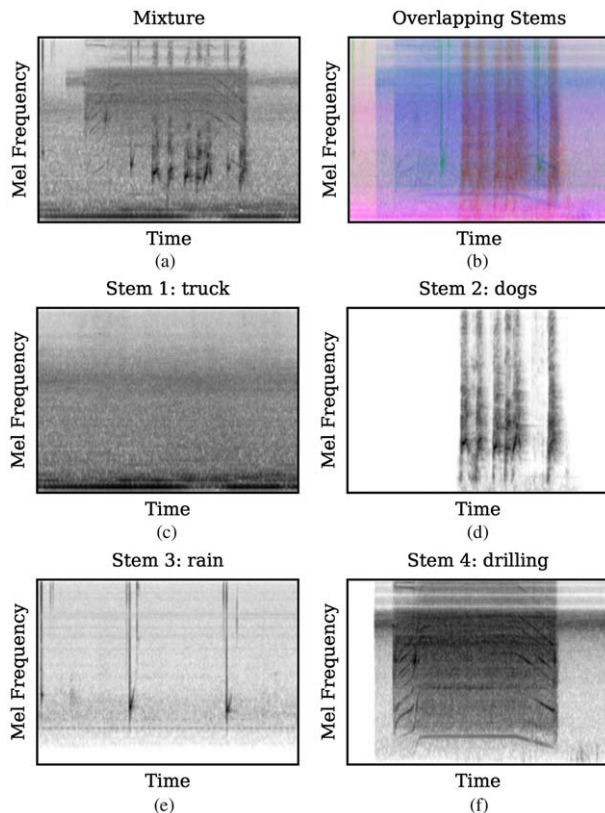 Mixture
Overlapping Stems
Mel Frequency
Mel Frequency
Time
Time
(a)
(b)
Stem 1: truck
Stem 2: dogs
Mel Frequency
Mel Frequency
Time
Time
(c)
(d)
Stem 3: rain
Stem 4: drilling
Mel Frequency
Mel Frequency
Time
Time
(e)
(f)